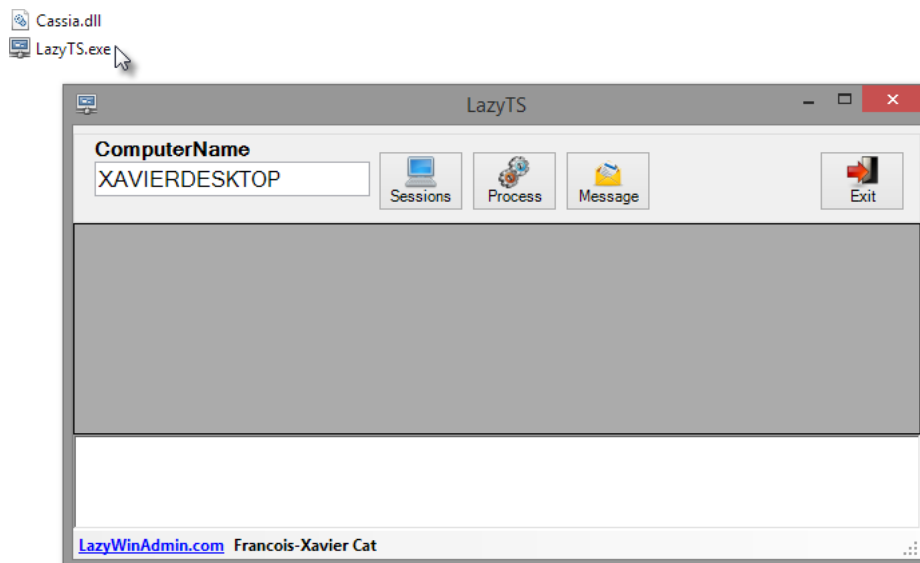 Cassia.dll
LazyTS.exe
LazyTS
ComputerName
XAVIERDESKTOP
Sessions Process Message Exit
LazyWinAdmin.com Francois-Xavier Cat